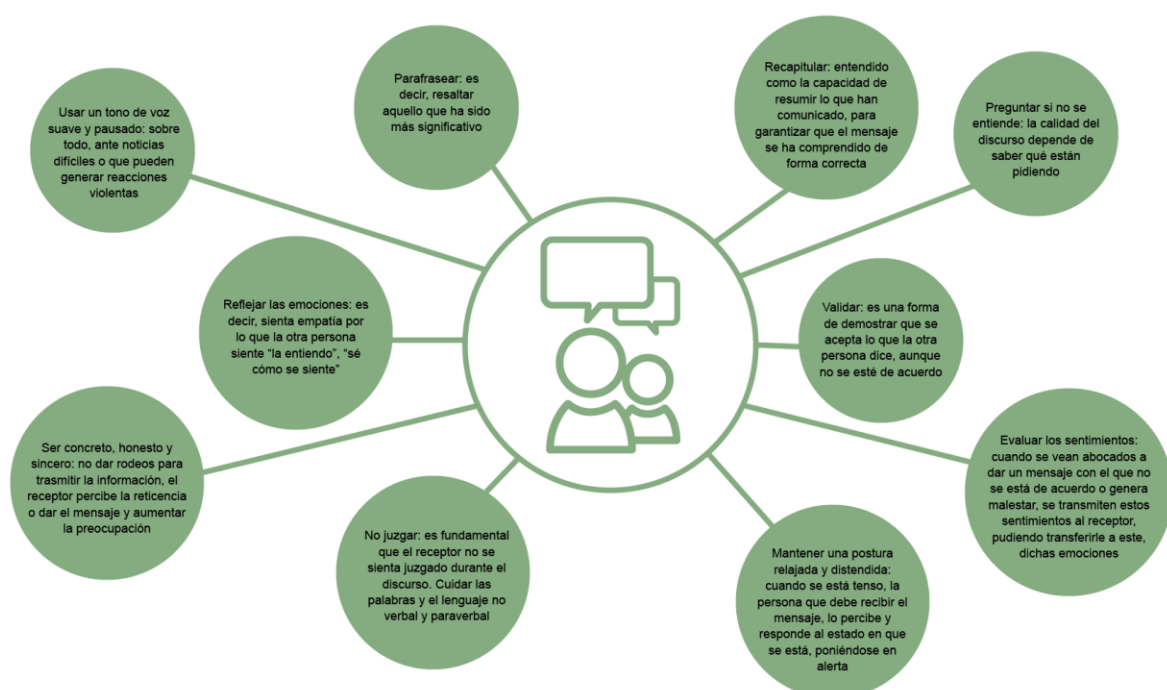 Usar un tono de voz
suave y pausado: sobre
todo, ante noticias
difíciles o que pueden
generar reacciones
violentas
Parafrasear: es
decir, resaltar
aquello que ha sido
más significativo
Recapitular: entendido
como la capacidad de
resumir lo que han
comunicado, para
garantizar que el mensaje
se ha comprendido de
forma correcta
Preguntar si no se
entiende: la calidad del
discurso depende de
saber qué están
pidiendo
Reflejar las emociones: es
decir, sienta empatía por
lo que la otra persona
siente “la entiendo”, “sé
cómo se siente”
Validar: es una forma
de demostrar que se
acepta lo que la otra
persona dice, aunque
no se esté de acuerdo
Ser concreto, honesto y
sincero: no dar rodeos para
trasmitir la información, el
receptor percibe la reticencia
o dar el mensaje y aumentar
la preocupación
No juzgar: es fundamental
que el receptor no se
sienta juzgado durante el
discurso. Cuidar las
palabras y el lenguaje no
verbal y paraverbal
Mantener una postura
relajada y distendida:
cuando se está tenso, la
persona que debe recibir el
mensaje, lo percibe y
responde al estado en que
se está, poniéndose en
alerta
Evaluar los sentimientos:
cuando se vean abocados a
dar un mensaje con el que no
se está de acuerdo o genera
malestar, se transmiten estos
sentimientos al receptor,
pudiendo transferirle a este,
dichas emociones